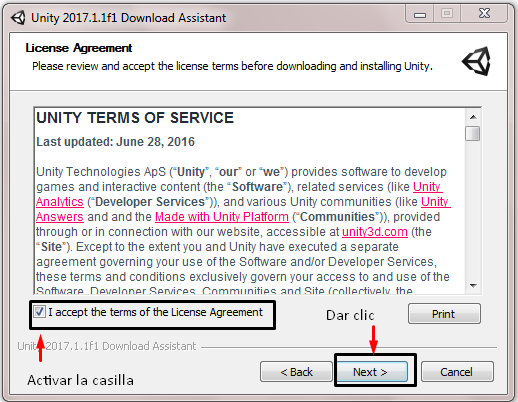 Unity 2017.1.1f1 Download Assistant
License Agreement
Please review and accept the license terms before downloading and installing Unity.
UNITY TERMS OF SERVICE
Last updated: June 28, 2016
Unity Technologies ApS (“Unity”, “our” or “we”) provides software to develop
games and interactive content (the “Software”), related services (like Unity
Analytics (“Developer Services”)), and various Unity communities (like Unity
Answers and and the Made with Unity Platform (“Communities”)), provided
through or in connection with our website, accessible at unity3d.com (the
“Site”). Except to the extent you and Unity have executed a separate
agreement governing your use of the Software and/or Developer Services,
these terms and conditions exclusively govern your access to and use of the
Software, Developer Services, Communities and Site (collectively, the
I accept the terms of the License Agreement
Dar clic
Print
Unity 2017.1.1f1 Download Assistant
< Back
Next >
Cancel
Activar la casilla